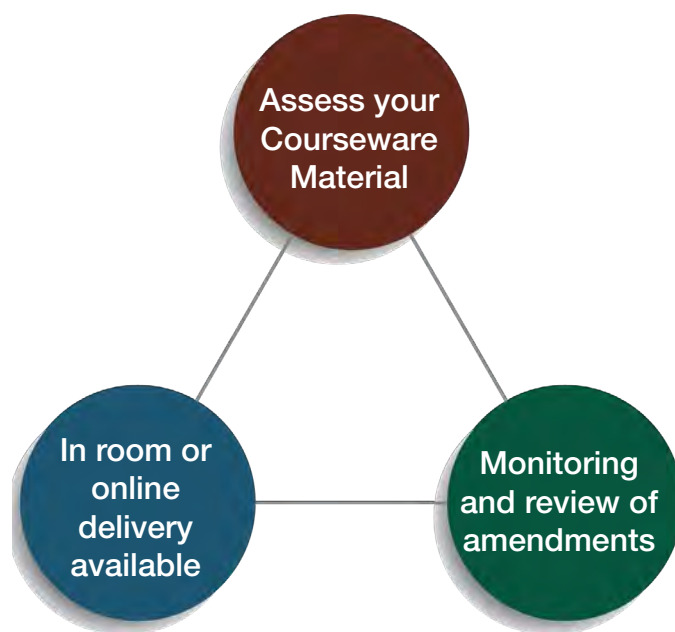 Assess your
Courseware
Material
In room or
online
delivery
available
Monitoring
and review of
amendments